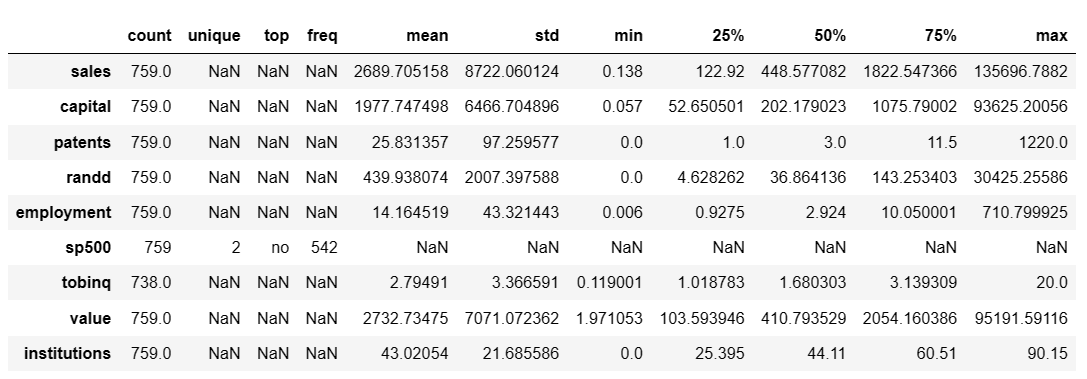 count unique top freq mean std min 25% 50% 75% max
sales 759.0 NaN NaN NaN 2689.705158 8722.060124 0.138 122.92 448.577082 1822.547366 135696.7882
capital 759.0 NaN NaN NaN 1977.747498 6466.704896 0.057 52.650501 202.179023 1075.79002 93625.20056
patents 759.0 NaN NaN NaN 25.831357 97.259577 0.0 1.0 3.0 11.5 1220.0
randd 759.0 NaN NaN NaN 439.938074 2007.397588 0.0 4.628262 36.864136 143.253403 30425.25586
employment 759.0 NaN NaN NaN 14.164519 43.321443 0.006 0.9275 2.924 10.050001 710.799925
sp500 759 2 no 542 NaN NaN NaN NaN NaN NaN NaN
tobinq 738.0 NaN NaN NaN 2.79491 3.366591 0.119001 1.018783 1.680303 3.139309 20.0
value 759.0 NaN NaN NaN 2732.73475 7071.072362 1.971053 103.593946 410.793529 2054.160386 95191.59116
institutions 759.0 NaN NaN NaN 43.02054 21.685586 0.0 25.395 44.11 60.51 90.15